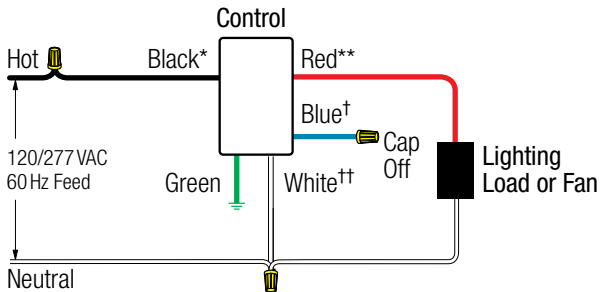 Control
Hot
Black*
Red**
Blue†
Cap
Off
120/277 VAC
60 Hz Feed
Green
White††
Lighting
Load or Fan
Neutral